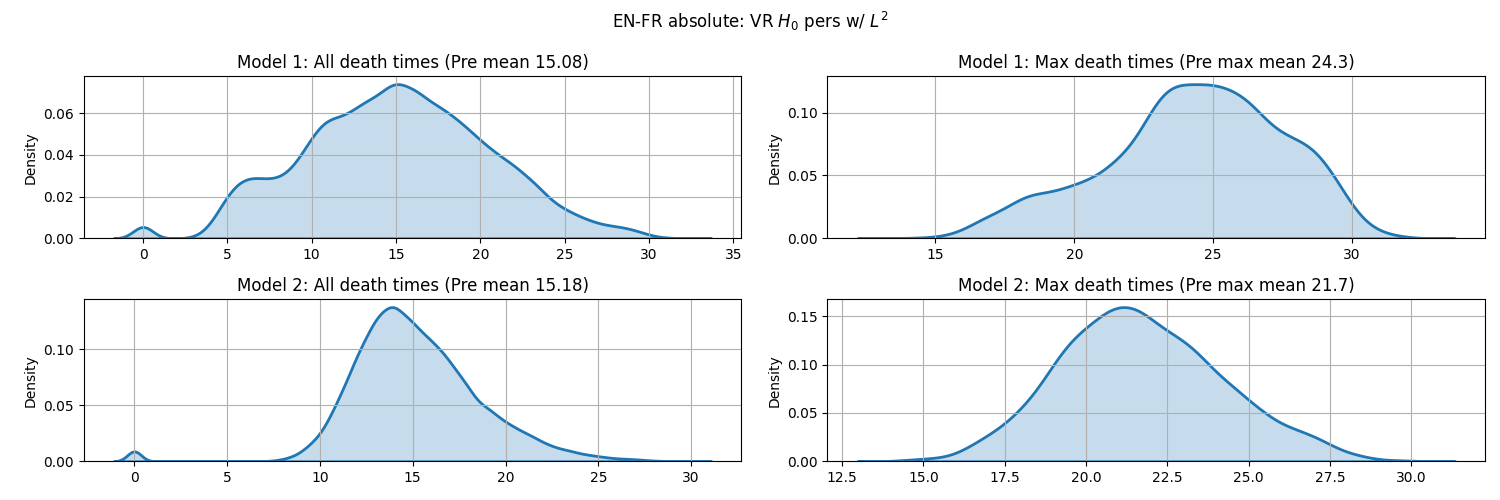 EN-FR absolute: VR $H_0$ pers w/ $L^2$
Model 1: All death times (Pre mean 15.08)
Density
0.06
0.04
0.02
0.00
0 5 10 15 20 25 30 35
Model 1: Max death times (Pre max mean 24.3)
Density
0.10
0.05
0.00
15 20 25 30
Model 2: All death times (Pre mean 15.18)
Density
0.10
0.05
0.00
0 5 10 15 20 25 30
Model 2: Max death times (Pre max mean 21.7)
Density
0.15
0.10
0.05
0.00
12.5 15.0 17.5 20.0 22.5 25.0 27.5 30.0